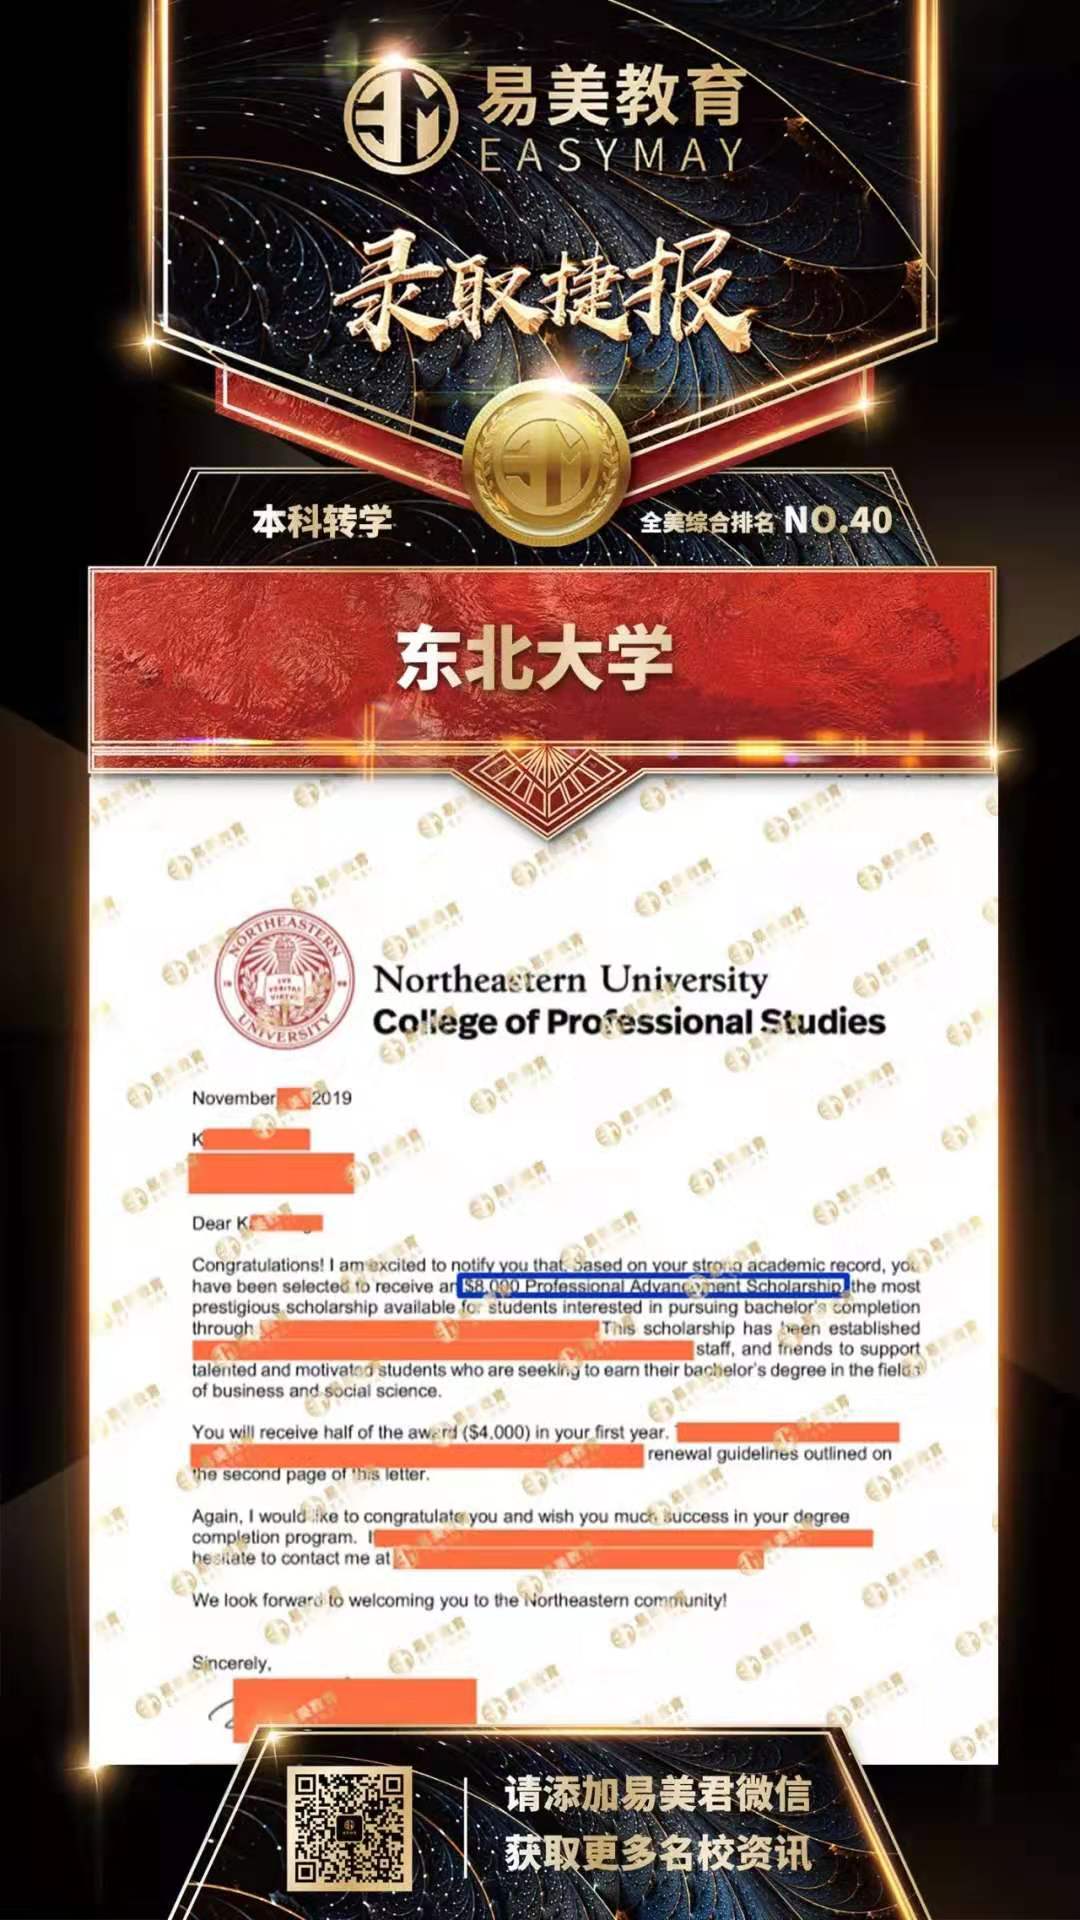 易美教育
EASYMAY
录取捷报
本科转学
全美综合排名 NO.40
东北大学
NORTHEASTERN
UNIVERSITY
Northeastern University
College of Professional Studies
November 2019
K
Dear K
Congratulations! I am excited to notify you that, based on your strong academic record, you
have been selected to receive an $8,000 Professional Advancement Scholarship, the most
prestigious scholarship available for students interested in pursuing bachelor's completion
through This scholarship has been established
staff, and friends to support
talented and motivated students who are seeking to earn their bachelor's degree in the fields
of business and social science.
You will receive half of the award ($4,000) in your first year.
renewal guidelines outlined on
the second page of this letter.
Again, I would like to congratulate you and wish you much success in your degree
completion program. I
hesitate to contact me at
We look forward to welcoming you to the Northeastern community!
Sincerely,
请添加易美君微信
获取更多名校资讯